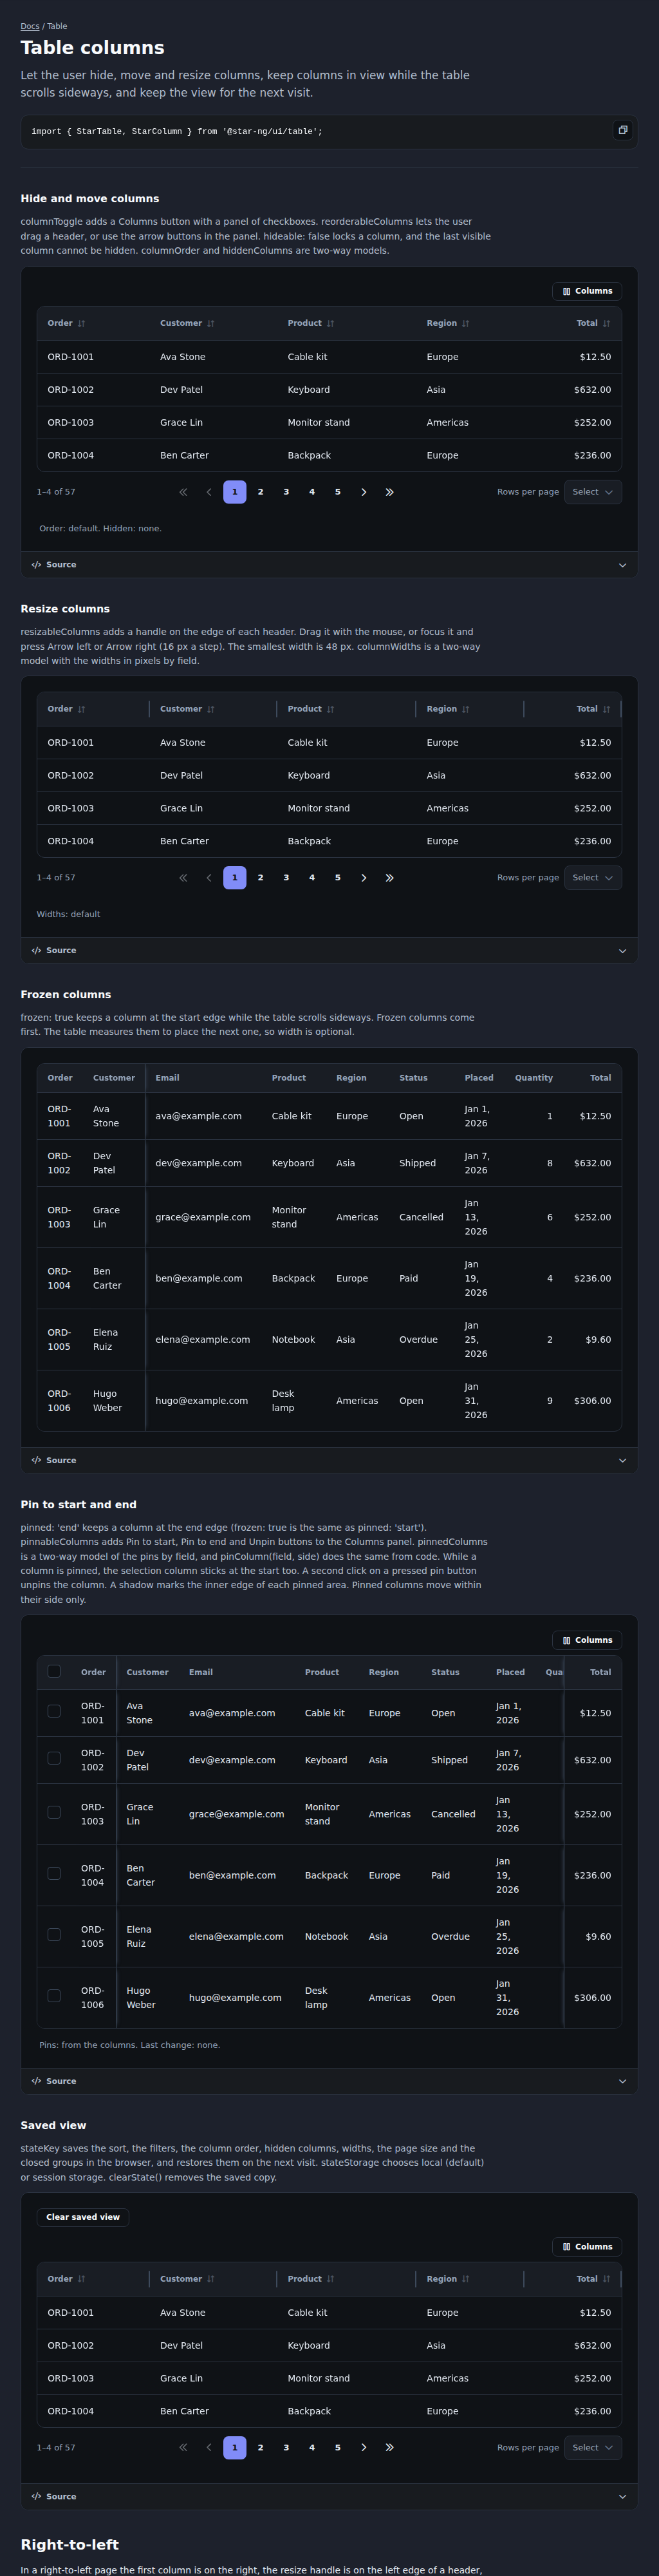 Docs / Table
Table columns
Let the user hide, move and resize columns, keep columns in view while the table
scrolls sideways, and keep the view for the next visit.
import { StarTable, StarColumn } from '@star-ng/ui/table';
Hide and move columns
columnToggle adds a Columns button with a panel of checkboxes. reorderableColumns lets the user
drag a header, or use the arrow buttons in the panel. hideable: false locks a column, and the last visible
column cannot be hidden. columnOrder and hiddenColumns are two-way models.
Columns
Order Customer Product Region Total
ORD-1001 Ava Stone Cable kit Europe $12.50
ORD-1002 Dev Patel Keyboard Asia $632.00
ORD-1003 Grace Lin Monitor stand Americas $252.00
ORD-1004 Ben Carter Backpack Europe $236.00
1–4 of 57 1 2 3 4 5 Rows per page Select
Order: default. Hidden: none.
Source
Resize columns
resizableColumns adds a handle on the edge of each header. Drag it with the mouse, or focus it and
press Arrow left or Arrow right (16 px a step). The smallest width is 48 px. columnWidths is a two-way
model with the widths in pixels by field.
Order Customer Product Region Total
ORD-1001 Ava Stone Cable kit Europe $12.50
ORD-1002 Dev Patel Keyboard Asia $632.00
ORD-1003 Grace Lin Monitor stand Americas $252.00
ORD-1004 Ben Carter Backpack Europe $236.00
1–4 of 57 1 2 3 4 5 Rows per page Select
Widths: default
Source
Frozen columns
frozen: true keeps a column at the start edge while the table scrolls sideways. Frozen columns come
first. The table measures them to place the next one, so width is optional.
Order Customer Email Product Region Status Placed Quantity Total
ORD-1001 Ava Stone ava@example.com Cable kit Europe Open Jan 1, 2026 1 $12.50
ORD-1002 Dev Patel dev@example.com Keyboard Asia Shipped Jan 7, 2026 8 $632.00
ORD-1003 Grace Lin grace@example.com Monitor stand Americas Cancelled Jan 13, 2026 6 $252.00
ORD-1004 Ben Carter ben@example.com Backpack Europe Paid Jan 19, 2026 4 $236.00
ORD-1005 Elena Ruiz elena@example.com Notebook Asia Overdue Jan 25, 2026 2 $9.60
ORD-1006 Hugo Weber hugo@example.com Desk lamp Americas Open Jan 31, 2026 9 $306.00
Source
Pin to start and end
pinned: 'end' keeps a column at the end edge (frozen: true is the same as pinned: 'start').
pinnableColumns adds Pin to start, Pin to end and Unpin buttons to the Columns panel. pinnedColumns
is a two-way model of the pins by field, and pinColumn(field, side) does the same from code. While a
column is pinned, the selection column sticks at the start too. A second click on a pressed pin button
unpins the column. A shadow marks the inner edge of each pinned area. Pinned columns move within
their side only.
Columns
Order Customer Email Product Region Status Placed Qua Total
ORD-1001 Ava Stone ava@example.com Cable kit Europe Open Jan 1, 2026 $12.50
ORD-1002 Dev Patel dev@example.com Keyboard Asia Shipped Jan 7, 2026 $632.00
ORD-1003 Grace Lin grace@example.com Monitor stand Americas Cancelled Jan 13, 2026 $252.00
ORD-1004 Ben Carter ben@example.com Backpack Europe Paid Jan 19, 2026 $236.00
ORD-1005 Elena Ruiz elena@example.com Notebook Asia Overdue Jan 25, 2026 $9.60
ORD-1006 Hugo Weber hugo@example.com Desk lamp Americas Open Jan 31, 2026 $306.00
Pins: from the columns. Last change: none.
Source
Saved view
stateKey saves the sort, the filters, the column order, hidden columns, widths, the page size and the
closed groups in the browser, and restores them on the next visit. stateStorage chooses local (default)
or session storage. clearState() removes the saved copy.
Clear saved view
Columns
Order Customer Product Region Total
ORD-1001 Ava Stone Cable kit Europe $12.50
ORD-1002 Dev Patel Keyboard Asia $632.00
ORD-1003 Grace Lin Monitor stand Americas $252.00
ORD-1004 Ben Carter Backpack Europe $236.00
1–4 of 57 1 2 3 4 5 Rows per page Select
Source
Right-to-left
In a right-to-left page the first column is on the right, the resize handle is on the left edge of a header,